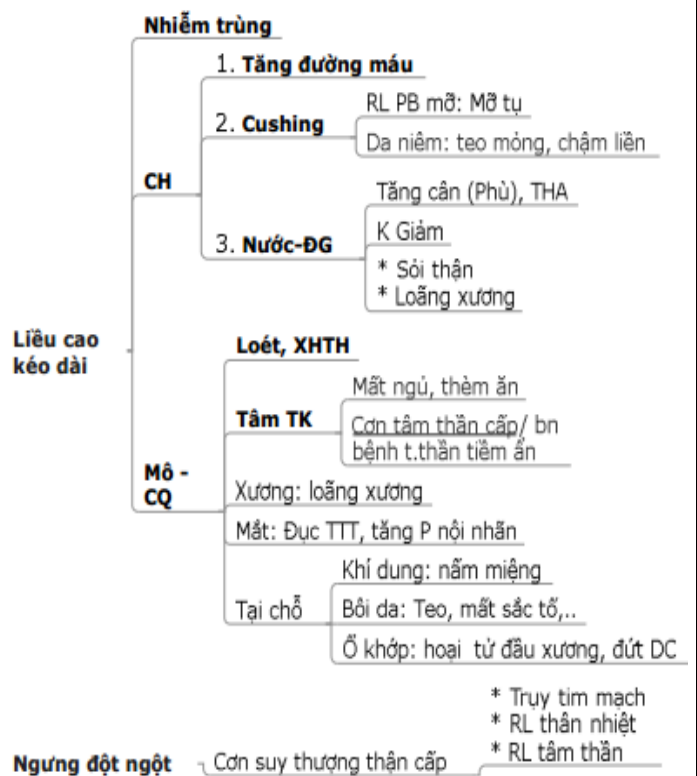 Nhiễm trùng
1. Tăng đường máu
RL PB mỡ: Mỡ tụ
2. Cushing
Da niêm: teo mỏng, chậm liền
CH
Tăng cân (Phù), THA
K Giảm
3. Nước-ĐG
* Sỏi thận
* Loãng xương
Liều cao
kéo dài
Loét, XHTH
Mất ngủ, thèm ăn
Tâm TK
Cơn tâm thần cấp/ bn
bệnh t.thần tiềm ẩn
Mô -
CQ
Xương: loãng xương
Mắt: Đục TTT, tăng P nội nhãn
Khí dung: nấm miệng
Tại chỗ
Bôi da: Teo, mất sắc tố,..
Ổ khớp: hoại tử đầu xương, đứt DC
* Trụy tim mạch
* RL thân nhiệt
* RL tâm thần
Ngưng đột ngột
Cơn suy thượng thận cấp